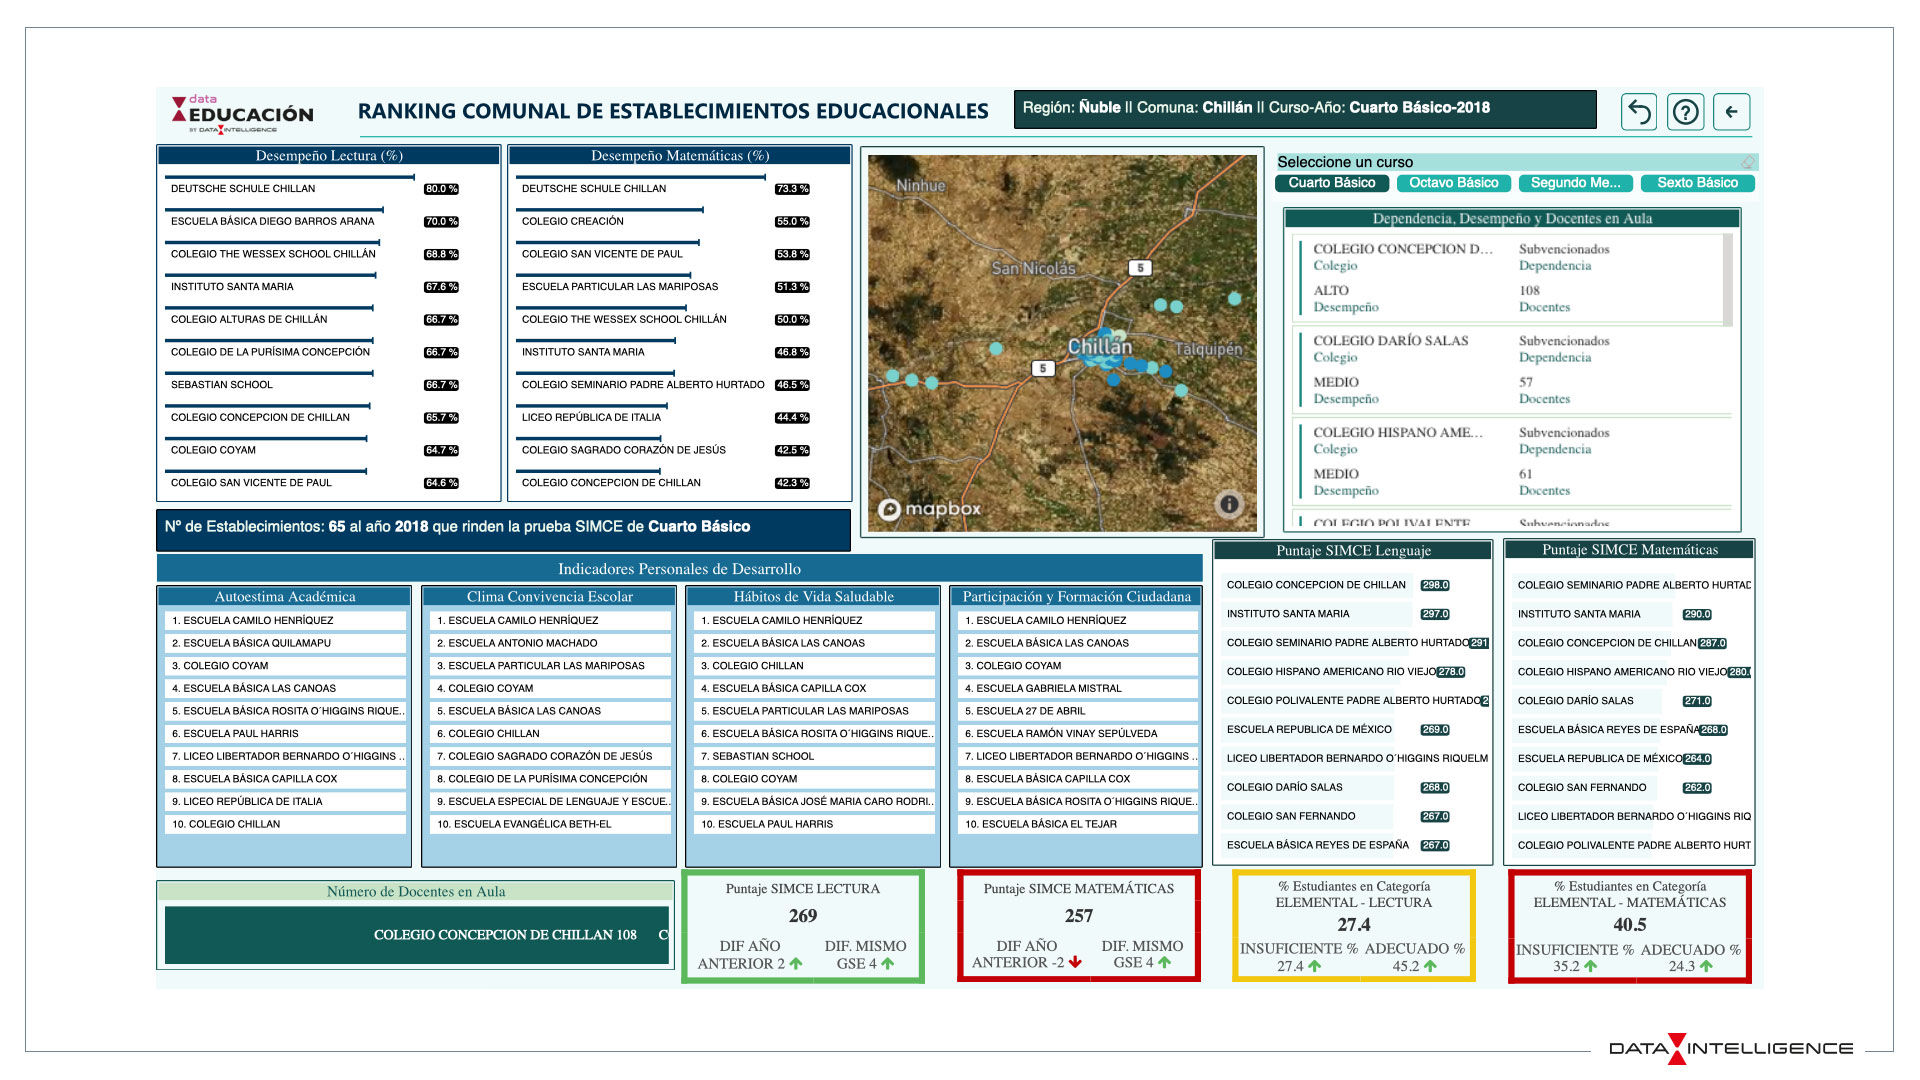 data
EDUCACIÓN
BY DATA INTELLIGENCE
RANKING COMUNAL DE ESTABLECIMIENTOS EDUCACIONALES
Región: Ñuble II Comuna: Chillán II Curso-Año: Cuarto Básico-2018
Desempeño Lectura (%)
DEUTSCHE SCHULE CHILLAN 80.0 %
ESCUELA BÁSICA DIEGO BARROS ARANA 70.0 %
COLEGIO THE WESSEX SCHOOL CHILLÁN 68.8 %
INSTITUTO SANTA MARIA 67.6 %
COLEGIO ALTURAS DE CHILLÁN 66.7 %
COLEGIO DE LA PURÍSIMA CONCEPCIÓN 66.7 %
SEBASTIAN SCHOOL 66.7 %
COLEGIO CONCEPCION DE CHILLAN 65.7 %
COLEGIO COYAM 64.7 %
COLEGIO SAN VICENTE DE PAUL 64.6 %
Desempeño Matemáticas (%)
DEUTSCHE SCHULE CHILLAN 73.3 %
COLEGIO CREACIÓN 55.0 %
COLEGIO SAN VICENTE DE PAUL 53.8 %
ESCUELA PARTICULAR LAS MARIPOSAS 51.3 %
COLEGIO THE WESSEX SCHOOL CHILLÁN 50.0 %
INSTITUTO SANTA MARIA 46.8 %
COLEGIO SEMINARIO PADRE ALBERTO HURTADO 46.5 %
LICEO REPÚBLICA DE ITALIA 44.4 %
COLEGIO SAGRADO CORAZÓN DE JESÚS 42.5 %
COLEGIO CONCEPCION DE CHILLAN 42.3 %
Ninhue
San Nicolás
5
Chillán
Talquipén
5
mapbox
Seleccione un curso
Cuarto Básico
Octavo Básico
Segundo Me...
Sexto Básico
Dependencia, Desempeño y Docentes en Aula
COLEGIO CONCEPCION D... Subvencionados
Colegio Dependencia
ALTO 108
Desempeño Docentes
COLEGIO DARÍO SALAS Subvencionados
Colegio Dependencia
MEDIO 57
Desempeño Docentes
COLEGIO HISPANO AME... Subvencionados
Colegio Dependencia
MEDIO 61
Desempeño Docentes
COLEGIO POLIVALENTE Subvencionados
Nº de Establecimientos: 65 al año 2018 que rinden la prueba SIMCE de Cuarto Básico
Indicadores Personales de Desarrollo
Autoestima Académica
1. ESCUELA CAMILO HENRÍQUEZ
2. ESCUELA BÁSICA QUILAMAPU
3. COLEGIO COYAM
4. ESCUELA BÁSICA LAS CANOAS
5. ESCUELA BÁSICA ROSITA O´HIGGINS RIQUE..
6. ESCUELA PAUL HARRIS
7. LICEO LIBERTADOR BERNARDO O´HIGGINS ..
8. ESCUELA BÁSICA CAPILLA COX
9. LICEO REPÚBLICA DE ITALIA
10. COLEGIO CHILLAN
Clima Convivencia Escolar
1. ESCUELA CAMILO HENRÍQUEZ
2. ESCUELA ANTONIO MACHADO
3. ESCUELA PARTICULAR LAS MARIPOSAS
4. COLEGIO COYAM
5. ESCUELA BÁSICA LAS CANOAS
6. COLEGIO CHILLAN
7. COLEGIO SAGRADO CORAZÓN DE JESÚS
8. COLEGIO DE LA PURÍSIMA CONCEPCIÓN
9. ESCUELA ESPECIAL DE LENGUAJE Y ESCUE..
10. ESCUELA EVANGÉLICA BETH-EL
Hábitos de Vida Saludable
1. ESCUELA CAMILO HENRÍQUEZ
2. ESCUELA BÁSICA LAS CANOAS
3. COLEGIO CHILLAN
4. ESCUELA BÁSICA CAPILLA COX
5. ESCUELA PARTICULAR LAS MARIPOSAS
6. ESCUELA BÁSICA ROSITA O´HIGGINS RIQUE..
7. SEBASTIAN SCHOOL
8. COLEGIO COYAM
9. ESCUELA BÁSICA JOSÉ MARIA CARO RODRI..
10. ESCUELA PAUL HARRIS
Participación y Formación Ciudadana
1. ESCUELA CAMILO HENRÍQUEZ
2. ESCUELA BÁSICA LAS CANOAS
3. COLEGIO COYAM
4. ESCUELA GABRIELA MISTRAL
5. ESCUELA 27 DE ABRIL
6. ESCUELA RAMÓN VINAY SEPÚLVEDA
7. LICEO LIBERTADOR BERNARDO O´HIGGINS ..
8. ESCUELA BÁSICA CAPILLA COX
9. ESCUELA BÁSICA ROSITA O´HIGGINS RIQUE..
10. ESCUELA BÁSICA EL TEJAR
Puntaje SIMCE Lenguaje
COLEGIO CONCEPCION DE CHILLAN 298.0
INSTITUTO SANTA MARIA 297.0
COLEGIO SEMINARIO PADRE ALBERTO HURTADO 291
COLEGIO HISPANO AMERICANO RIO VIEJO 278.0
COLEGIO POLIVALENTE PADRE ALBERTO HURTADO 2
ESCUELA REPUBLICA DE MÉXICO 269.0
LICEO LIBERTADOR BERNARDO O´HIGGINS RIQUELM
COLEGIO DARÍO SALAS 268.0
COLEGIO SAN FERNANDO 267.0
ESCUELA BÁSICA REYES DE ESPAÑA 267.0
Puntaje SIMCE Matemáticas
COLEGIO SEMINARIO PADRE ALBERTO HURTAD
INSTITUTO SANTA MARIA 290.0
COLEGIO CONCEPCION DE CHILLAN 287.0
COLEGIO HISPANO AMERICANO RIO VIEJO 280.
COLEGIO DARÍO SALAS 271.0
ESCUELA BÁSICA REYES DE ESPAÑA 268.0
ESCUELA REPUBLICA DE MÉXICO 264.0
COLEGIO SAN FERNANDO 262.0
LICEO LIBERTADOR BERNARDO O´HIGGINS RIQ
COLEGIO POLIVALENTE PADRE ALBERTO HURT
Número de Docentes en Aula
COLEGIO CONCEPCION DE CHILLAN 108 CO
Puntaje SIMCE LECTURA
269
DIF AÑO DIF. MISMO
ANTERIOR 2 GSE 4
Puntaje SIMCE MATEMÁTICAS
257
DIF AÑO DIF. MISMO
ANTERIOR -2 GSE 4
% Estudiantes en Categoría
ELEMENTAL - LECTURA
27.4
INSUFICIENTE % ADECUADO %
27.4 45.2
% Estudiantes en Categoría
ELEMENTAL - MATEMÁTICAS
40.5
INSUFICIENTE % ADECUADO %
35.2 24.3
DATA INTELLIGENCE